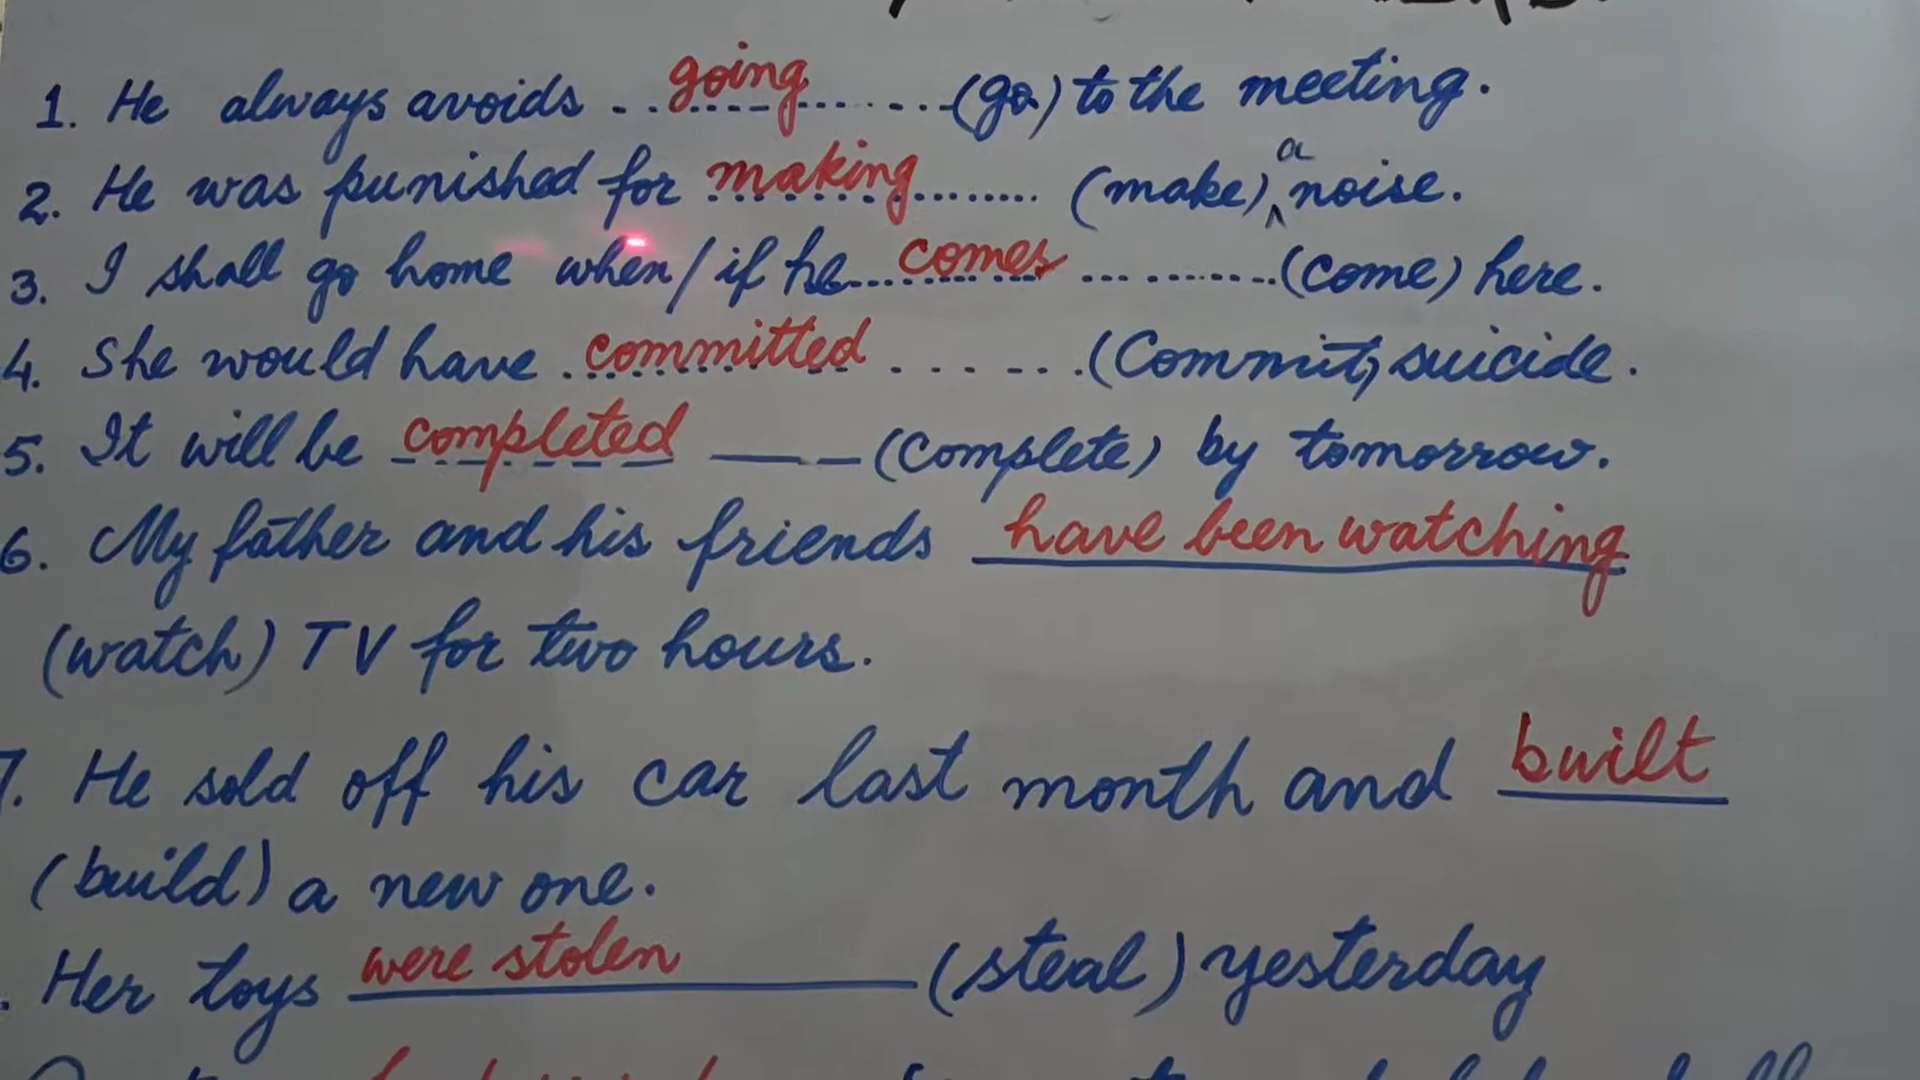 1. He always avoids ..going.......(go) to the meeting.
2. He was punished for making........ (make) a noise.
3. I shall go home when/if he...comes.........(come) here.
4. She would have .committed........(Commit) suicide.
5. It will be completed ____ (Complete) by tomorrow.
6. My father and his friends have been watching
(watch) TV for two hours.
7. He sold off his car last month and built
(build) a new one.
. Her toys were stolen (steal) yesterday